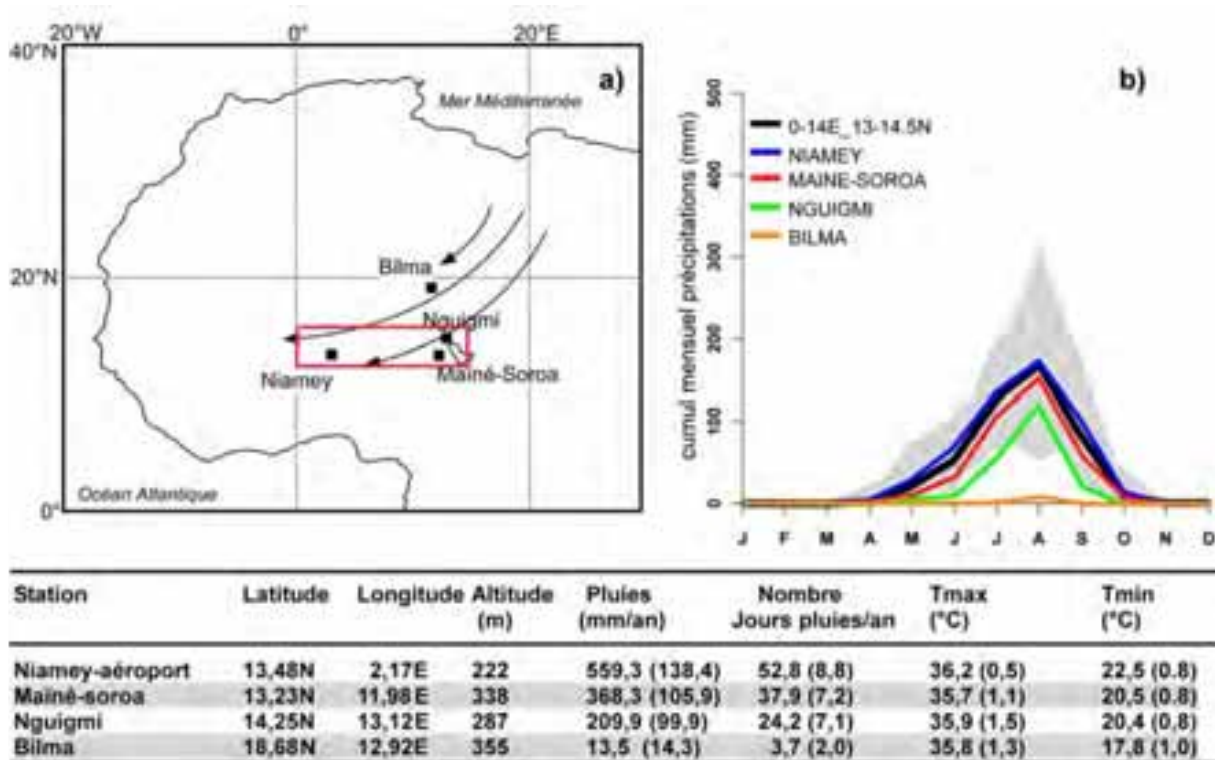 20°W 0° 20°E
40°N
a)
Mer Méditerranée
Bilma
20°N
Nguigmi
Niamey
Maïné-Soroa
Océan Atlantique
0°
b)
cumul mensuel précipitations (mm)
500
400
300
200
100
0
0-14E_13-14.5N
NIAMEY
MAINE-SOROA
NGUIGMI
BILMA
J F M A M J J A S O N D
Station Latitude Longitude Altitude (m) Pluies (mm/an) Nombre Jours pluies/an Tmax (°C) Tmin (°C)
Niamey-aéroport 13,48N 2,17E 222 559,3 (138,4) 52,8 (8,8) 36,2 (0,5) 22,5 (0.8)
Maïné-soroa 13,23N 11,98E 338 368,3 (105,9) 37,9 (7,2) 35,7 (1,1) 20,5 (0.8)
Nguigmi 14,25N 13,12E 287 209,9 (99,9) 24,2 (7,1) 35,9 (1,5) 20,4 (0,8)
Bilma 18,68N 12,92E 355 13,5 (14,3) 3,7 (2,0) 35,8 (1,3) 17,8 (1,0)